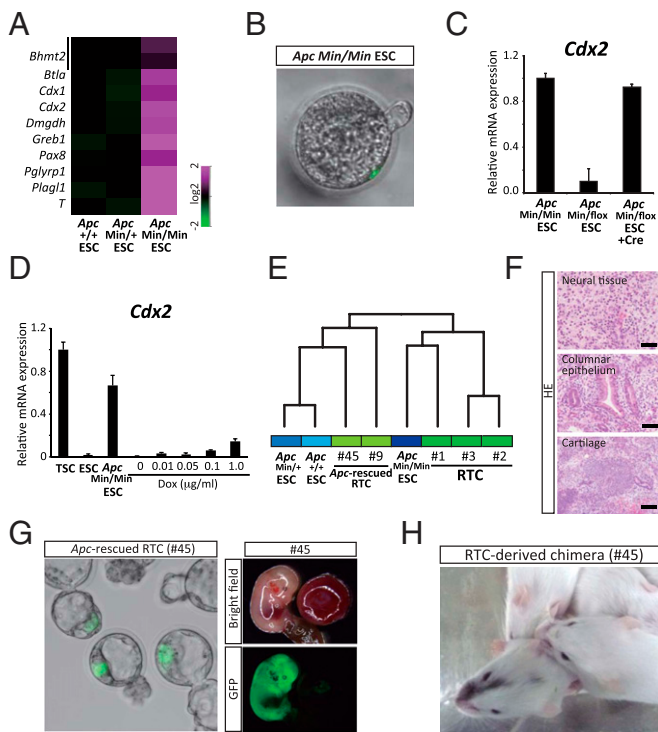 A
Bhmt2
Btla
Cdx1
Cdx2
Dmgdh
Greb1
Pax8
Pglyrp1
Plagl1
T
2
log2
-2
Apc +/+ ESC
Apc Min/+ ESC
Apc Min/Min ESC
B
Apc Min/Min ESC
C
Cdx2
Relative mRNA expression
1.2
0.8
0.4
0.0
Apc Min/Min ESC
Apc Min/flox ESC
Apc Min/flox ESC +Cre
D
Cdx2
Relative mRNA expression
1.2
0.8
0.4
0
TSC
ESC
Apc Min/Min ESC
0
0.01
0.05
0.1
1.0
Dox (µg/ml)
E
Apc Min/+ ESC
Apc +/+ ESC
#45
#9
Apc-rescued RTC
Apc Min/Min ESC
#1
#3
#2
RTC
F
HE
Neural tissue
Columnar epithelium
Cartilage
G
Apc-rescued RTC (#45)
#45
Bright field
GFP
H
RTC-derived chimera (#45)